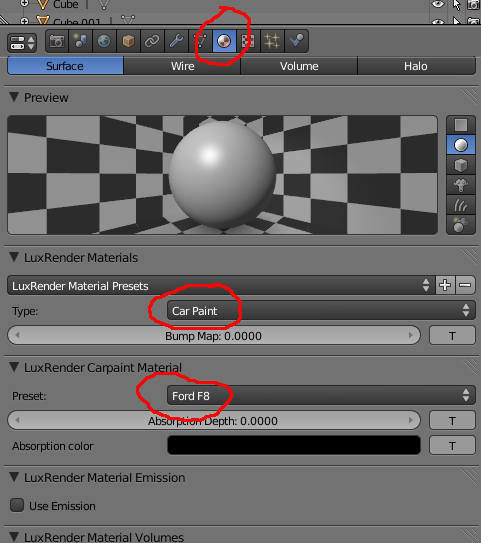 Cube
Cube.001
Surface Wire Volume Halo
Preview
LuxRender Materials
LuxRender Material Presets
Type: Car Paint
Bump Map: 0.0000 T
LuxRender Carpaint Material
Preset: Ford F8
Absorption Depth: 0.0000 T
Absorption color T
LuxRender Material Emission
Use Emission
LuxRender Material Volumes